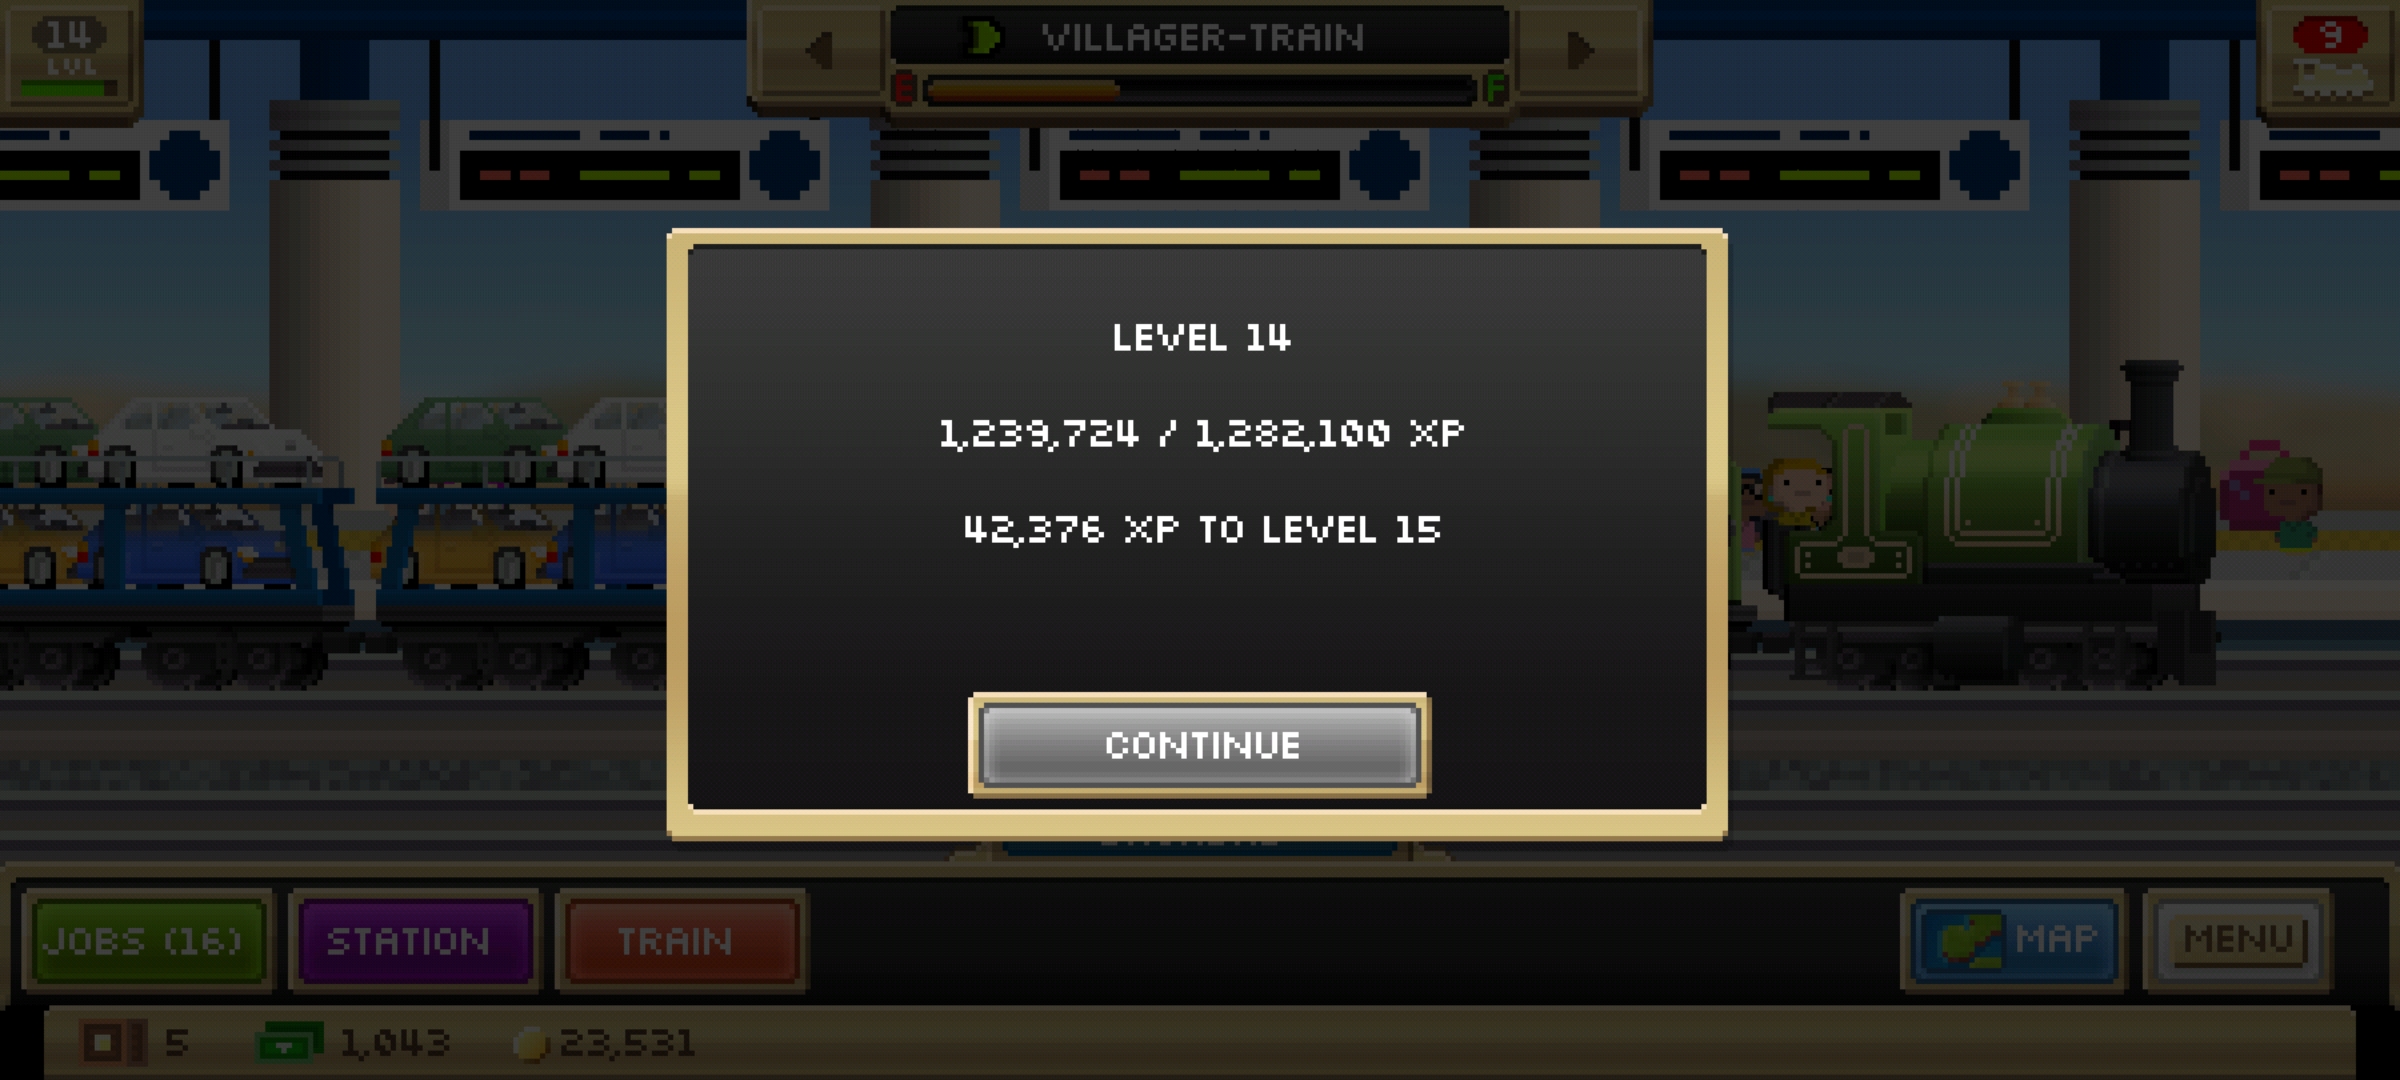 14
LVL
VILLAGER-TRAIN
E F
9
LEVEL 14
1,239,724 / 1,282,100 XP
42,376 XP TO LEVEL 15
CONTINUE
JOBS (16) STATION TRAIN MAP MENU
5 1,043 23,531